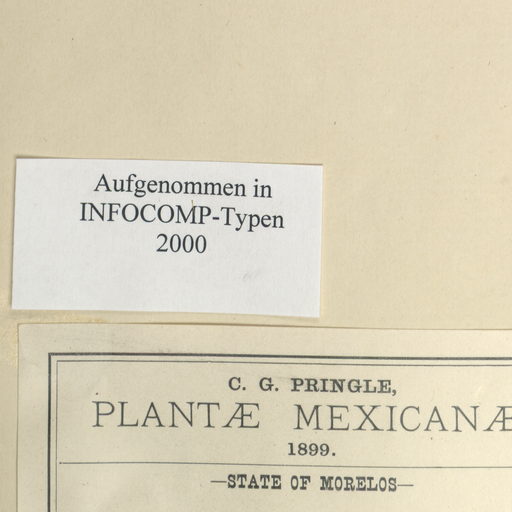 Aufgenommen in
INFOCOMP-Typen
2000
C. G. PRINGLE,
PLANTÆ MEXICANÆ
1899.
—STATE OF MORELOS—